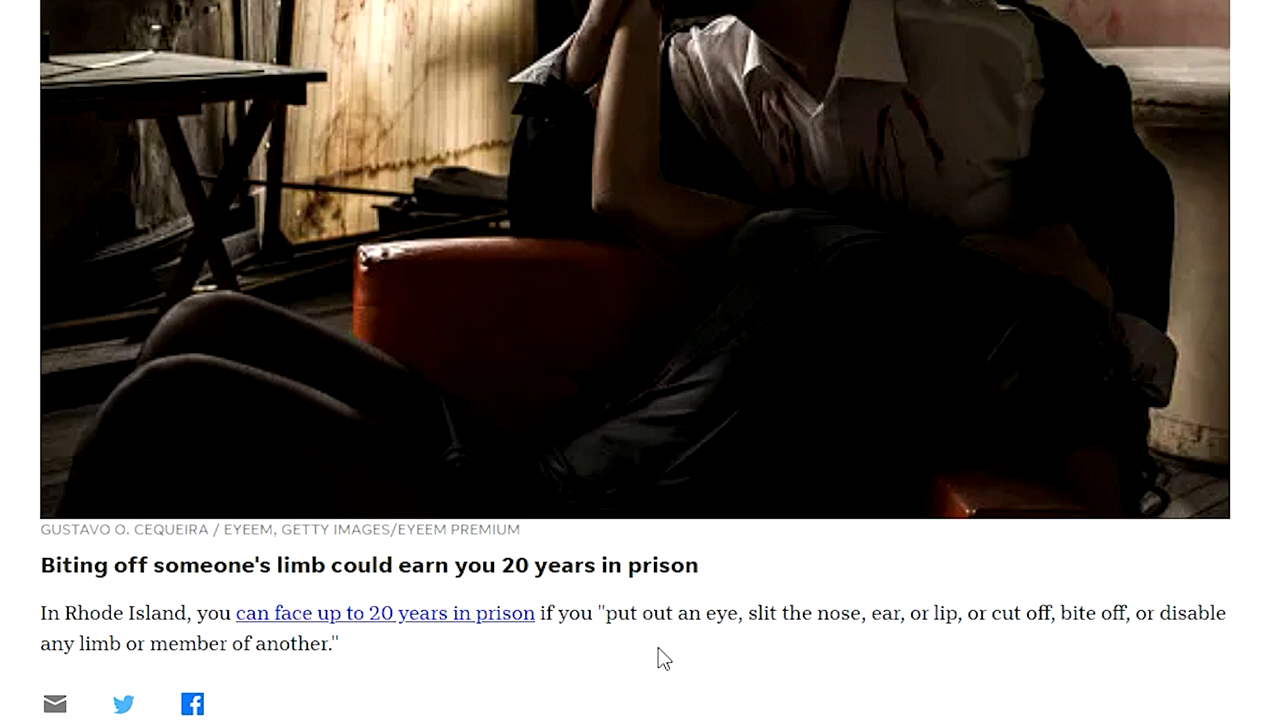 GUSTAVO O. CEQUEIRA / EYEEM, GETTY IMAGES/EYEEM PREMIUM
Biting off someone's limb could earn you 20 years in prison
In Rhode Island, you can face up to 20 years in prison if you "put out an eye, slit the nose, ear, or lip, or cut off, bite off, or disable
any limb or member of another."